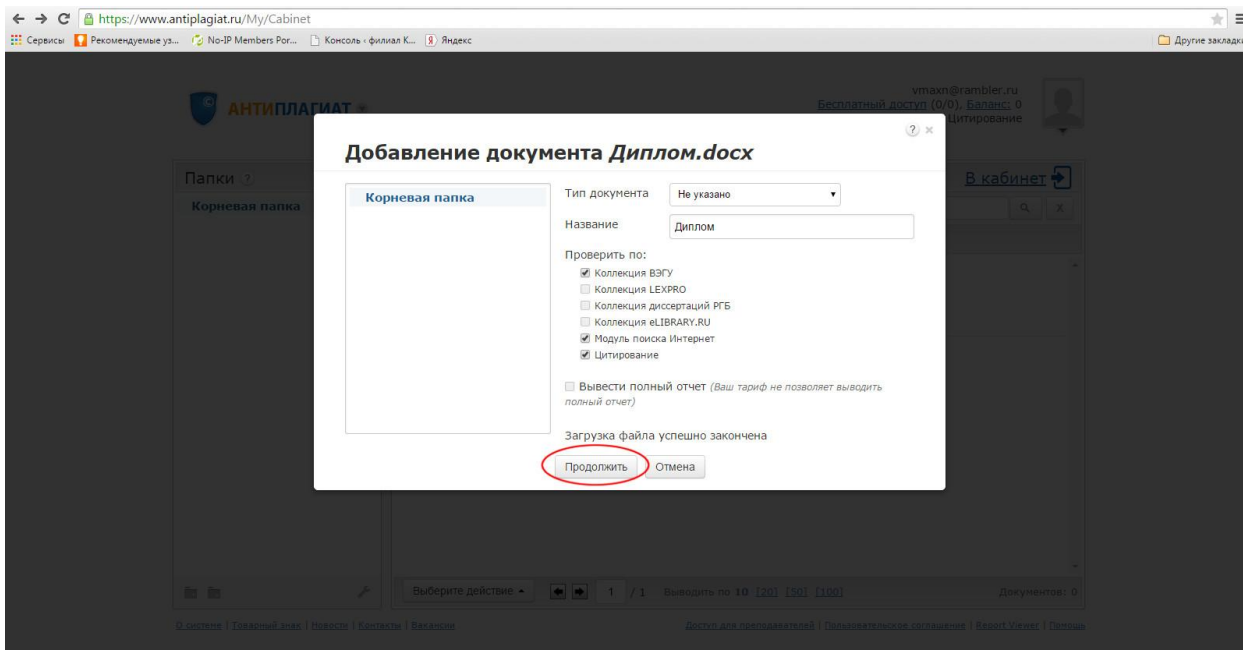 https://www.antiplagiat.ru/My/Cabinet
Сервисы Рекомендуемые уз... No-IP Members Por... Консоль ‹ филиал К... Яндекс Другие закладки
vmaxn@rambler.ru
АНТИПЛАГИАТ Бесплатный доступ (0/0), Баланс: 0
Цитирование
Добавление документа Диплом.docx
Папки ? В кабинет
Корневая папка
Корневая папка
Тип документа Не указано
Название Диплом
Проверить по:
Коллекция ВЭГУ
Коллекция LEXPRO
Коллекция диссертаций РГБ
Коллекция eLIBRARY.RU
Модуль поиска Интернет
Цитирование
Вывести полный отчет (Ваш тариф не позволяет выводить
полный отчет)
Загрузка файла успешно закончена
Продолжить Отмена
Выберите действие 1 / 1 Выводить по 10 [20] [50] [100] Документов: 0
О системе | Товарный знак | Новости | Контакты | Вакансии Доступ для преподавателей | Пользовательское соглашение | Report Viewer | Помощь